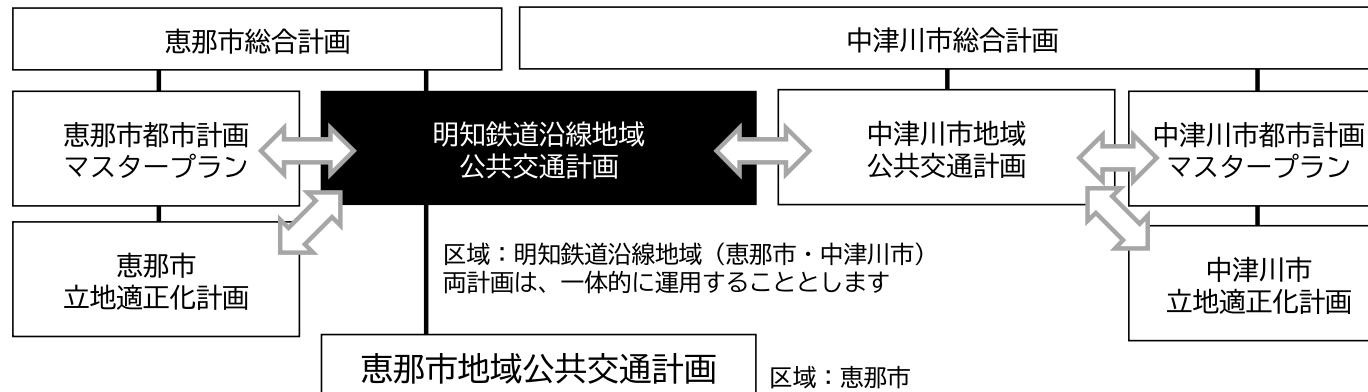 恵那市総合計画
中津川市総合計画
恵那市都市計画
マスタープラン
明知鉄道沿線地域
公共交通計画
中津川市地域
公共交通計画
中津川市都市計画
マスタープラン
恵那市
立地適正化計画
区域：明知鉄道沿線地域（恵那市・中津川市）
両計画は、一体的に運用することとします
中津川市
立地適正化計画
恵那市地域公共交通計画
区域：恵那市